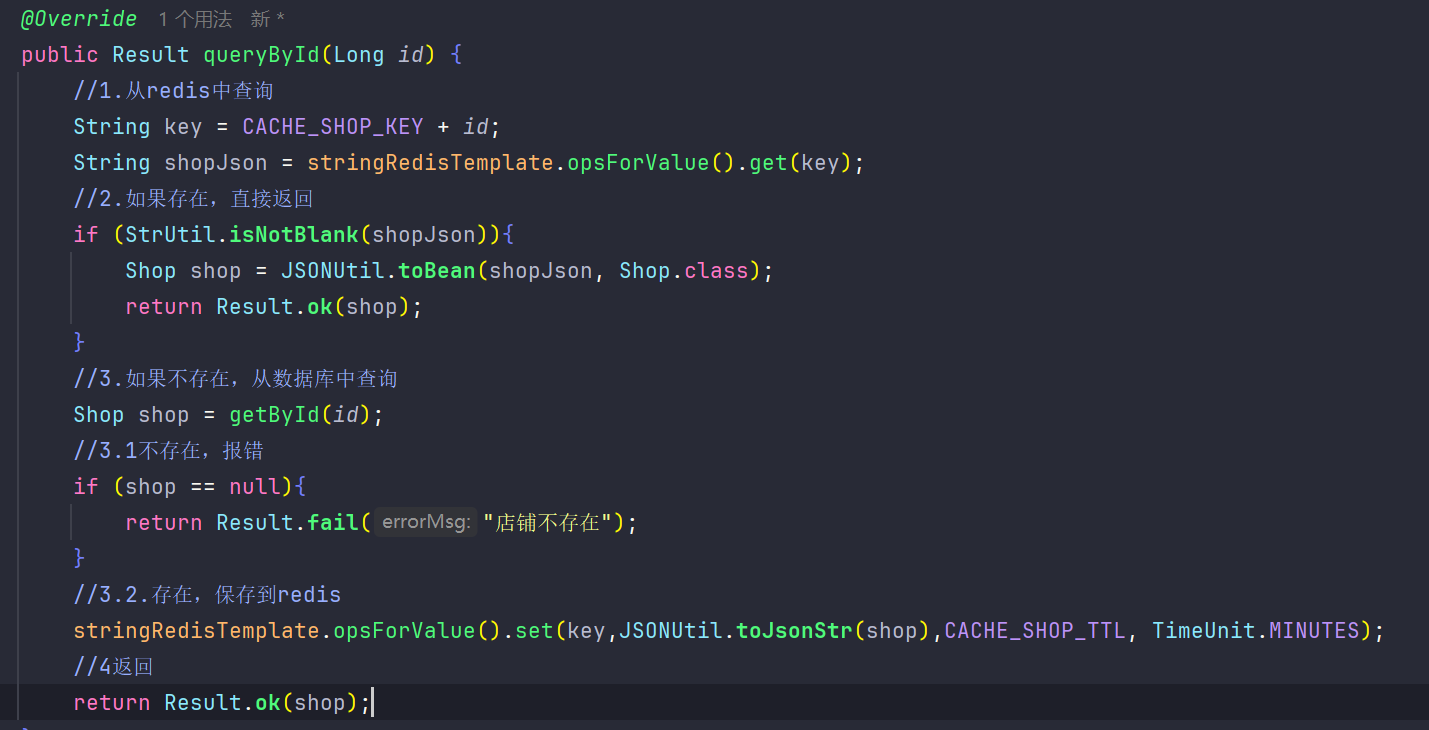 @Override 1 个用法 新 *
public Result queryById(Long id) {
//1.从redis中查询
String key = CACHE_SHOP_KEY + id;
String shopJson = stringRedisTemplate.opsForValue().get(key);
//2.如果存在，直接返回
if (StrUtil.isNotBlank(shopJson)){
Shop shop = JSONUtil.toBean(shopJson, Shop.class);
return Result.ok(shop);
}
//3.如果不存在，从数据库中查询
Shop shop = getById(id);
//3.1不存在，报错
if (shop == null){
return Result.fail( errorMsg: "店铺不存在");
}
//3.2.存在，保存到redis
stringRedisTemplate.opsForValue().set(key,JSONUtil.toJsonStr(shop),CACHE_SHOP_TTL, TimeUnit.MINUTES);
//4返回
return Result.ok(shop);